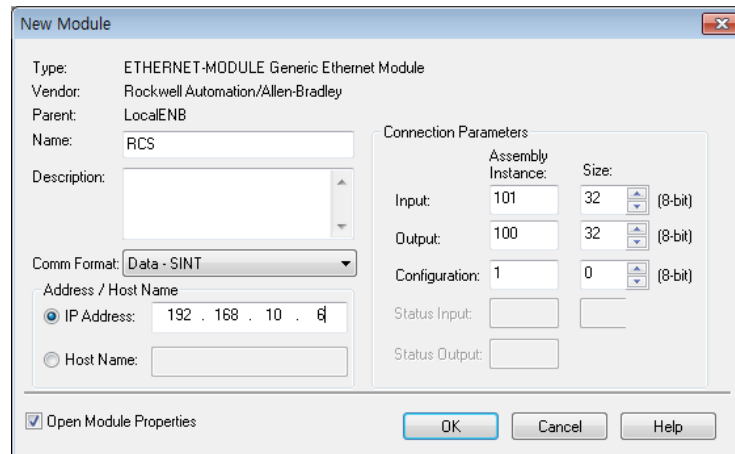 New Module
Type: ETHERNET-MODULE Generic Ethernet Module
Vendor: Rockwell Automation/Allen-Bradley
Parent: LocalENB
Name: RCS
Description:
Comm Format: Data - SINT
Address / Host Name
IP Address: 192 . 168 . 10 . 6
Host Name:
Connection Parameters
Assembly
Instance: Size:
Input: 101 32 (8-bit)
Output: 100 32 (8-bit)
Configuration: 1 0 (8-bit)
Status Input:
Status Output:
Open Module Properties
OK Cancel Help